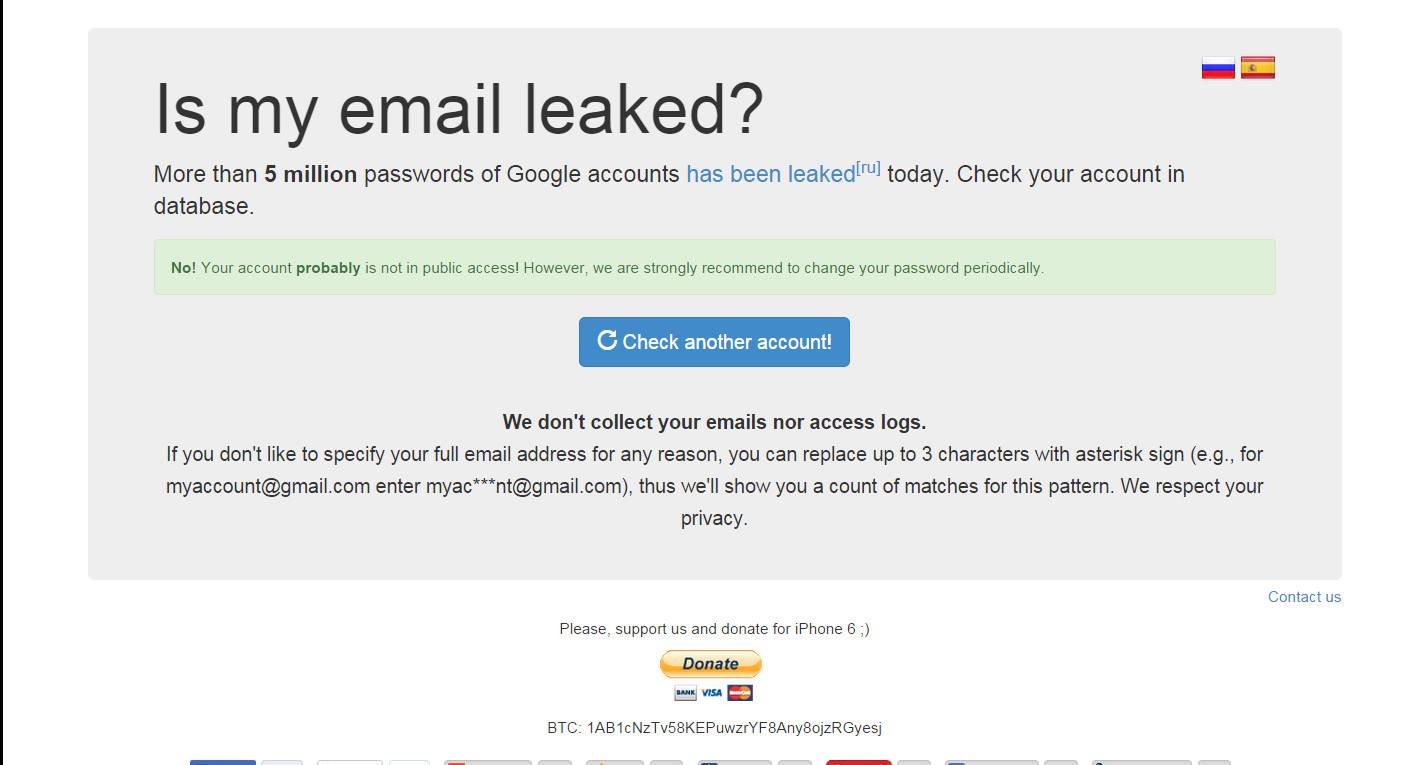 Is my email leaked?
More than 5 million passwords of Google accounts has been leaked[ru] today. Check your account in
database.
No! Your account probably is not in public access! However, we are strongly recommend to change your password periodically.
Check another account!
We don't collect your emails nor access logs.
If you don't like to specify your full email address for any reason, you can replace up to 3 characters with asterisk sign (e.g., for
myaccount@gmail.com enter myac***nt@gmail.com), thus we'll show you a count of matches for this pattern. We respect your
privacy.
Contact us
Please, support us and donate for iPhone 6 ;)
Donate
BANK VISA MasterCard
BTC: 1AB1cNzTv58KEPuwzrYF8Any8ojzRGyesj